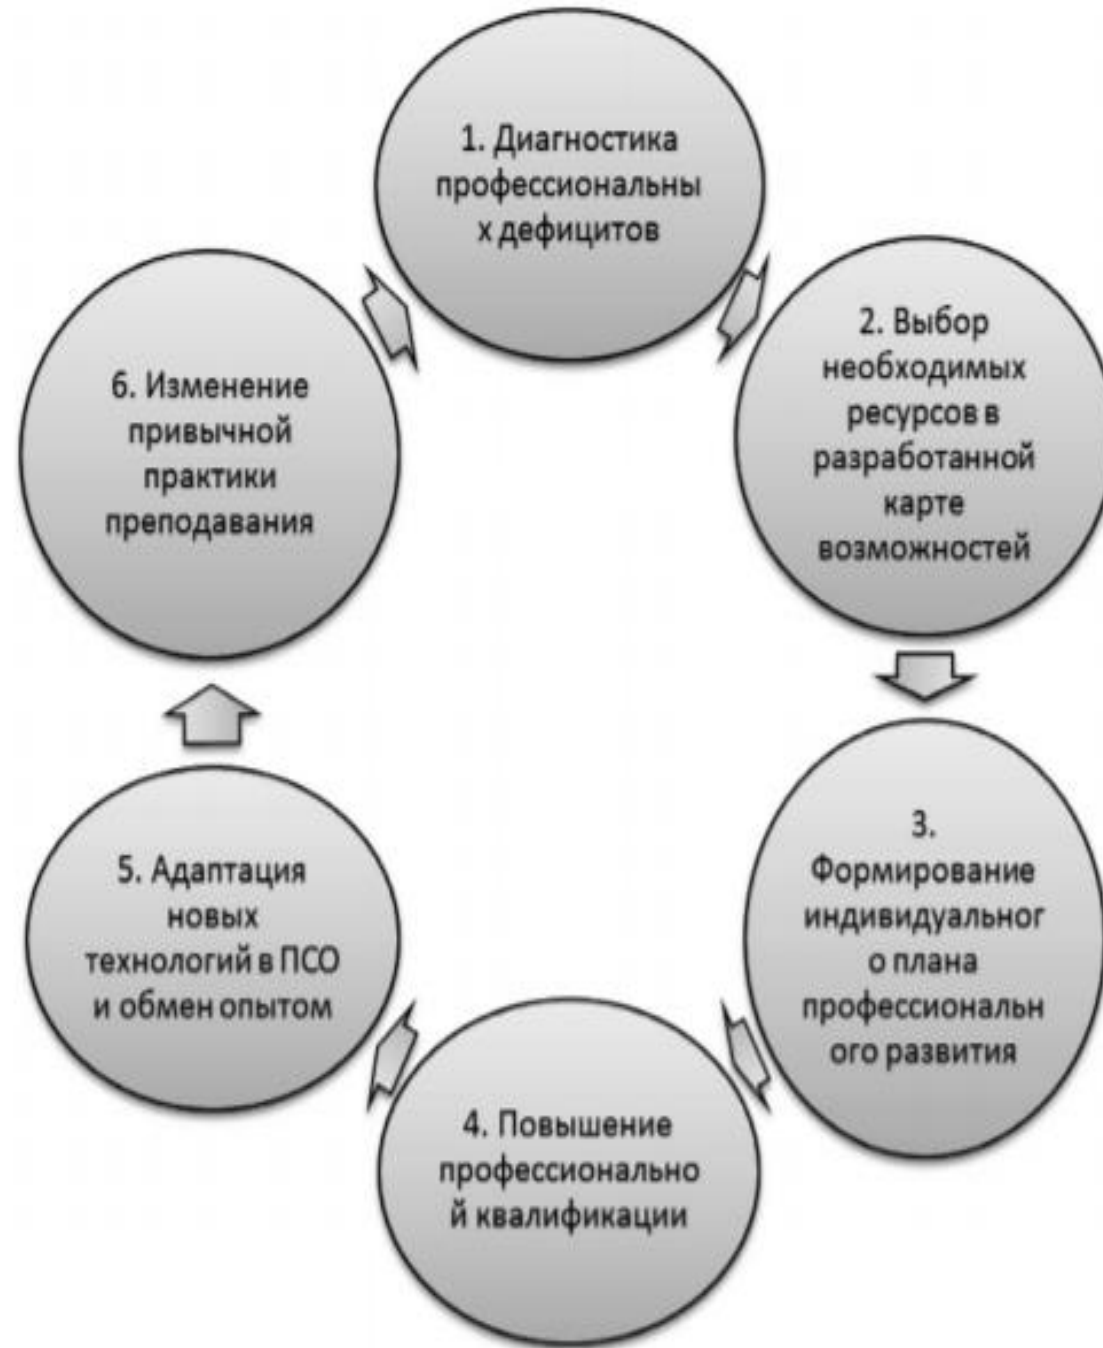 1. Диагностика
профессиональны
х дефицитов
2. Выбор
необходимых
ресурсов в
разработанной
карте
возможностей
3.
Формирование
индивидуальног
о плана
профессиональн
ого развития
4. Повышение
профессионально
й квалификации
5. Адаптация
новых
технологий в ПСО
и обмен опытом
6. Изменение
привычной
практики
преподавания